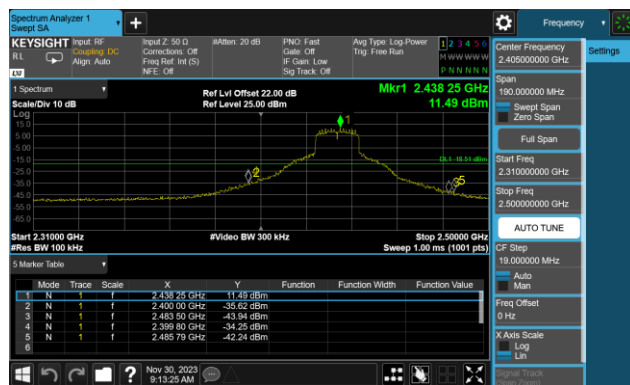 Spectrum Analyzer 1
Swept SA
Frequency
KEYSIGHT
RL
LXI
Input: RF
Coupling: DC
Align: Auto
Input Z: 50 Ω
Corrections: Off
Freq Ref: Int (S)
NFE: Off
#Atten: 20 dB
PNO: Fast
Gate: Off
IF Gain: Low
Sig Track: Off
Avg Type: Log-Power
Trig: Free Run
1 2 3 4 5 6
M W W W W W
P N N N N N
1 Spectrum
Scale/Div 10 dB
Ref Lvl Offset 22.00 dB
Ref Level 25.00 dBm
Mkr1 2.438 25 GHz
11.49 dBm
Log
15.0
5.00
-5.00
-15.0
-25.0
-35.0
-45.0
-55.0
-65.0
1
2
5
DL1 -18.51 dBm
Start 2.31000 GHz
#Res BW 100 kHz
#Video BW 300 kHz
Stop 2.50000 GHz
Sweep 1.00 ms (1001 pts)
5 Marker Table
Mode Trace Scale X Y Function Function Width Function Value
1 N 1 f 2.438 25 GHz 11.49 dBm
2 N 1 f 2.400 00 GHz -35.62 dBm
3 N 1 f 2.483 50 GHz -43.94 dBm
4 N 1 f 2.399 80 GHz -34.25 dBm
5 N 1 f 2.485 79 GHz -42.24 dBm
6
Nov 30, 2023
9:13:25 AM
Center Frequency
2.405000000 GHz
Settings
Span
190.000000 MHz
Swept Span
Zero Span
Full Span
Start Freq
2.310000000 GHz
Stop Freq
2.500000000 GHz
AUTO TUNE
CF Step
19.000000 MHz
Auto
Man
Freq Offset
0 Hz
X Axis Scale
Log
Lin
Signal Track
(Span Zoom)